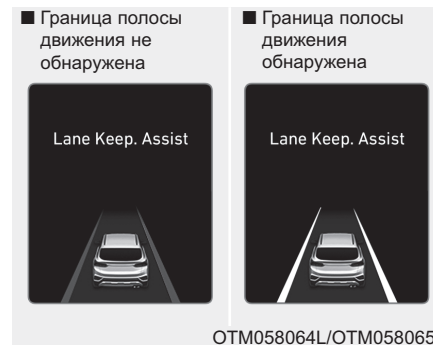 ■ Граница полосы
движения не
обнаружена
Lane Keep. Assist
■ Граница полосы
движения
обнаружена
Lane Keep. Assist
OTM058064L/OTM058065